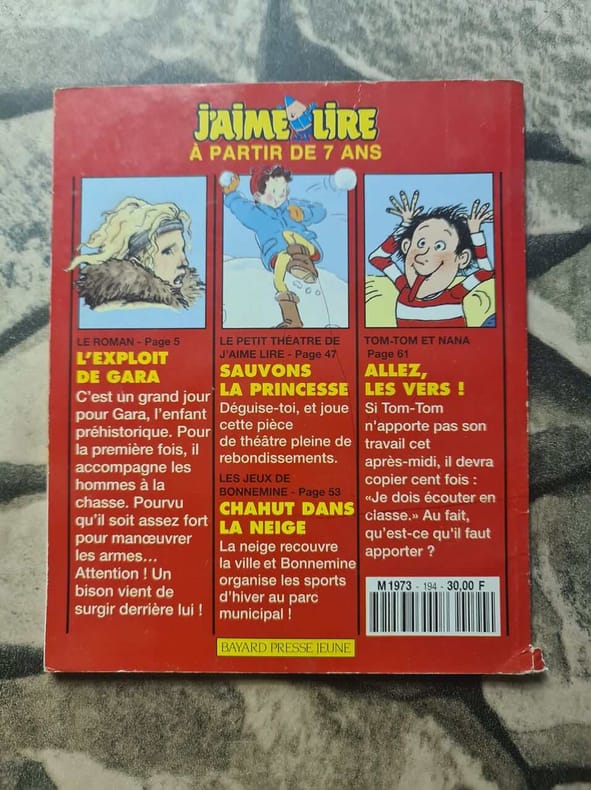 J'AIME LIRE
À PARTIR DE 7 ANS
LE ROMAN - Page 5
L'EXPLOIT
DE GARA
C'est un grand jour
pour Gara, l'enfant
préhistorique. Pour
la première fois, il
accompagne les
hommes à la
chasse. Pourvu
qu'il soit assez fort
pour manœuvrer
les armes...
Attention ! Un
bison vient de
surgir derrière lui !
LE PETIT THÉATRE DE
J'AIME LIRE - Page 47
SAUVONS
LA PRINCESSE
Déguise-toi, et joue
cette pièce
de théâtre pleine de
rebondissements.
LES JEUX DE
BONNEMINE - Page 53
CHAHUT DANS
LA NEIGE
La neige recouvre
la ville et Bonnemine
organise les sports
d'hiver au parc
municipal !
TOM-TOM ET NANA
Page 61
ALLEZ,
LES VERS !
Si Tom-Tom
n'apporte pas son
travail cet
après-midi, il devra
copier cent fois :
«Je dois écouter en
classe.» Au fait,
qu'est-ce qu'il faut
apporter ?
M 1973 - 194 - 30,00 F
BAYARD PRESSE JEUNE